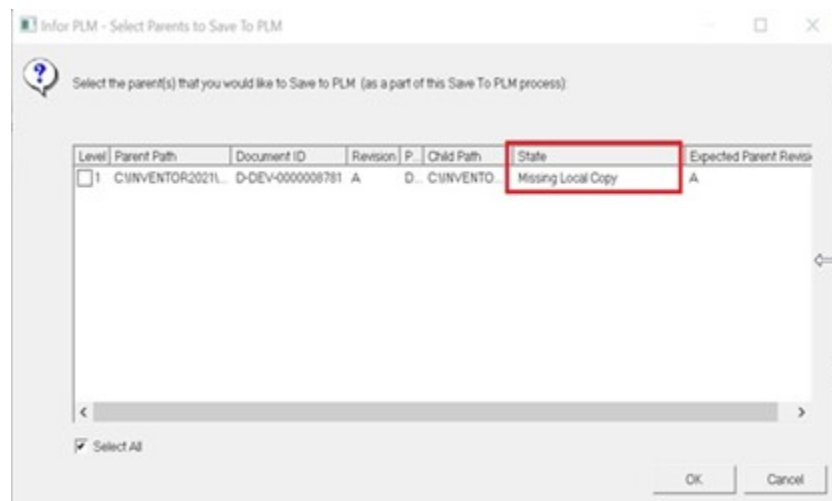 Infor PLM - Select Parents to Save To PLM
Select the parent(s) that you would like to Save to PLM (as a part of this Save To PLM process):
Level Parent Path Document ID Revision P... Child Path State Expected Parent Revisi
1 C:\INVENTOR2021\... D-DEV-0000008781 A D... C:\INVENTO... Missing Local Copy A
Select All
OK Cancel